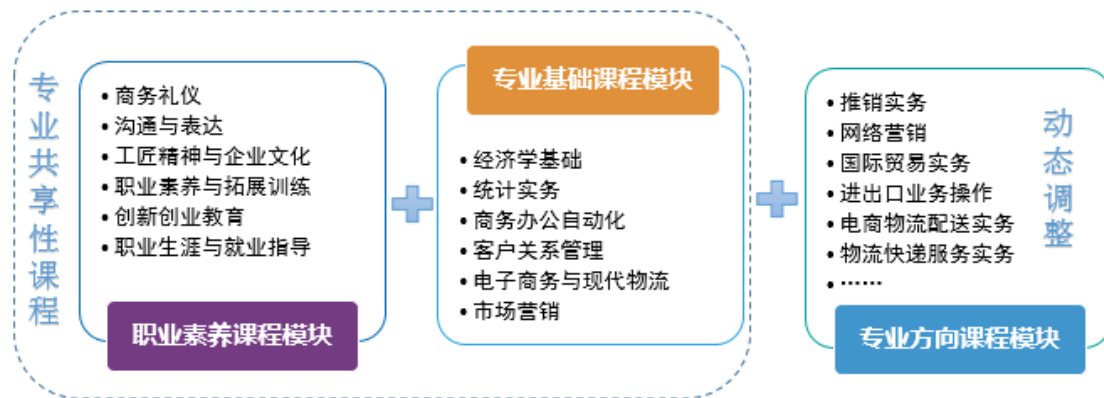 专业共享性课程
• 商务礼仪
• 沟通与表达
• 工匠精神与企业文化
• 职业素养与拓展训练
• 创新创业教育
• 职业生涯与就业指导
职业素养课程模块
专业基础课程模块
• 经济学基础
• 统计实务
• 商务办公自动化
• 客户关系管理
• 电子商务与现代物流
• 市场营销
• 推销实务
• 网络营销
• 国际贸易实务
• 进出口业务操作
• 电商物流配送实务
• 物流快递服务实务
• ……
动态调整
专业方向课程模块